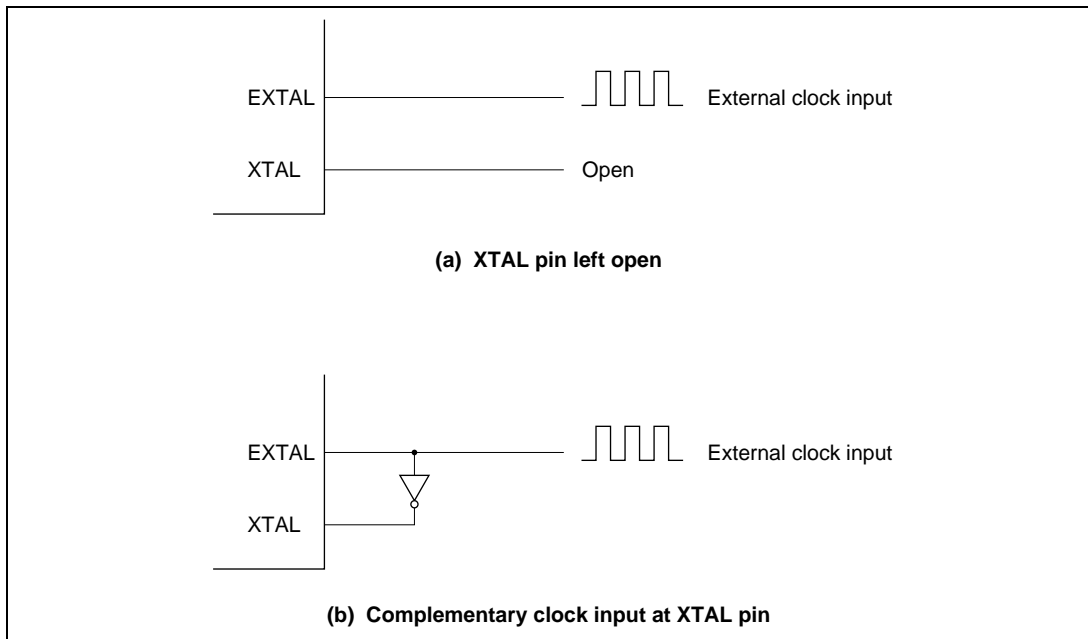 EXTAL
External clock input
XTAL
Open
(a) XTAL pin left open
EXTAL
External clock input
XTAL
(b) Complementary clock input at XTAL pin